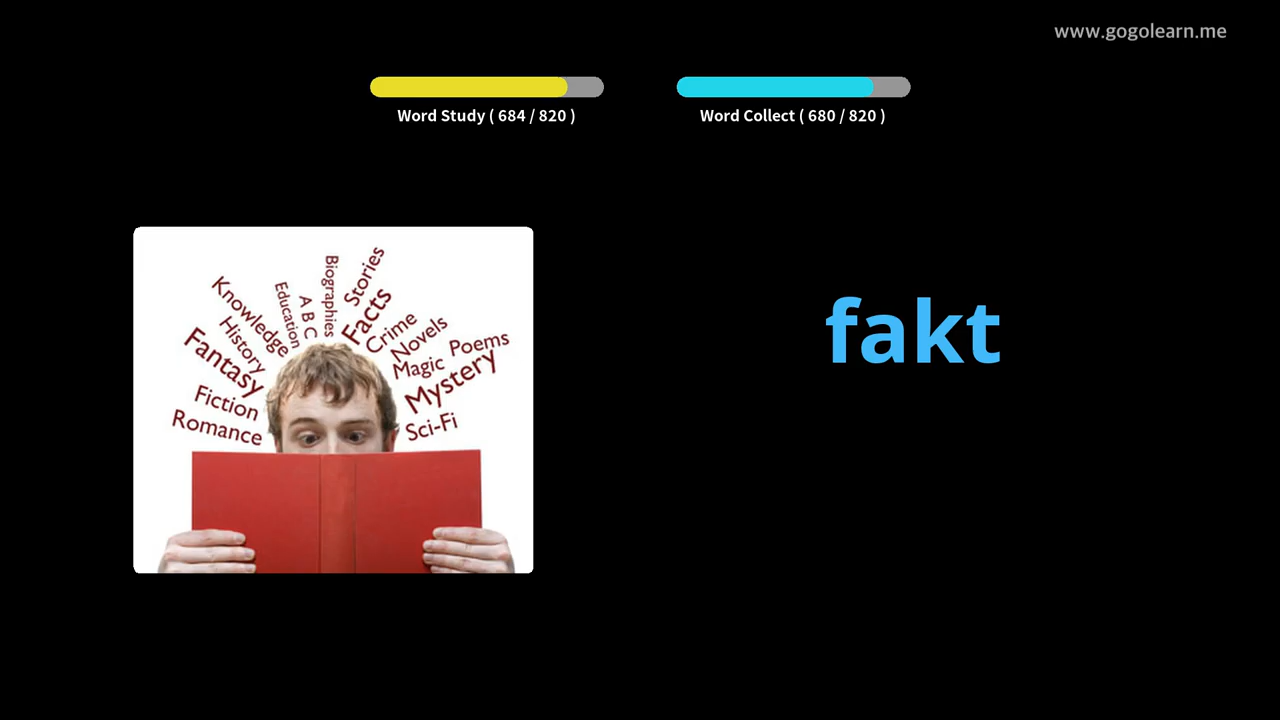 www.gogolearn.me
Word Study ( 684 / 820 )
Word Collect ( 680 / 820 )
Romance
Fiction
Fantasy
History
Knowledge
Education
A B C
Biographies
Stories
Facts
Crime
Novels
Magic
Poems
Mystery
Sci-Fi
fakt